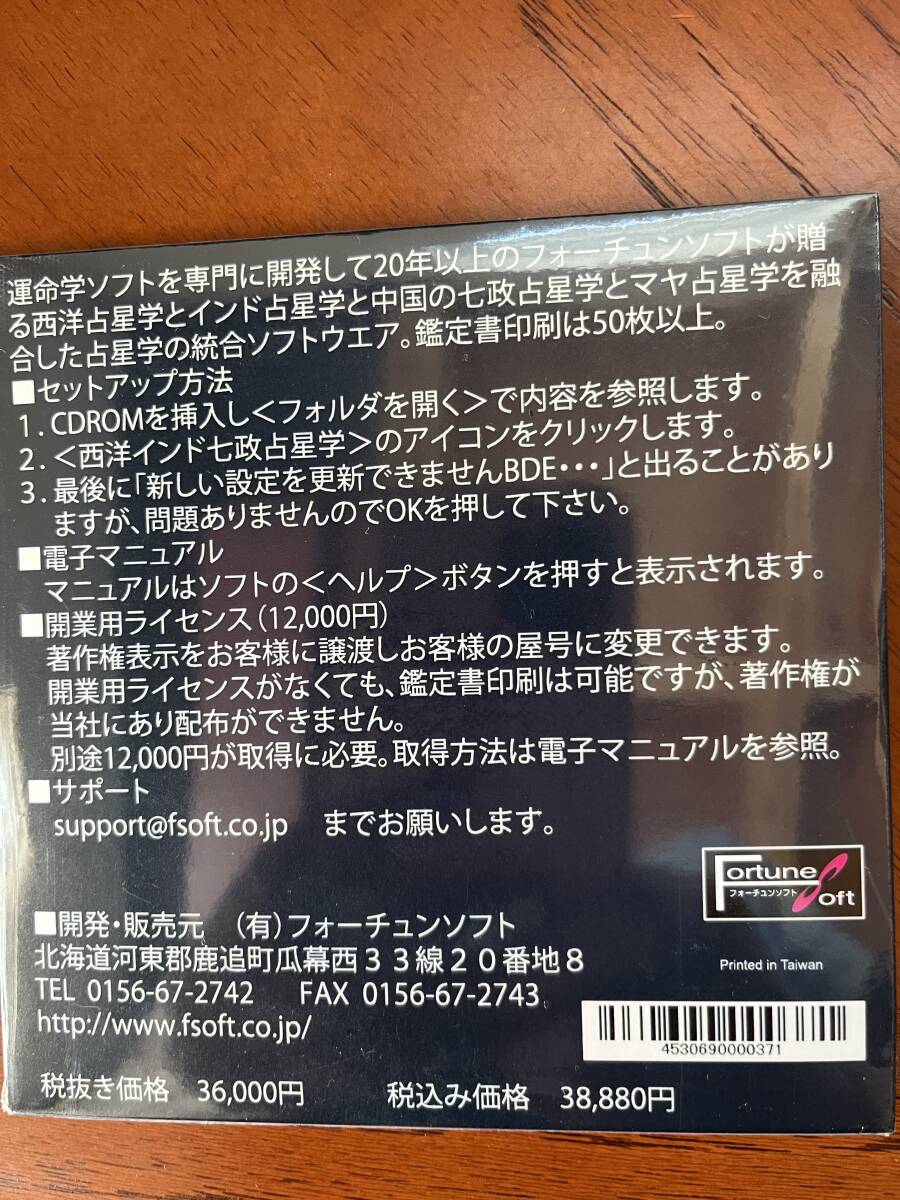 運命学ソフトを専門に開発して20年以上のフォーチュンソフトが贈
る西洋占星学とインド占星学と中国の七政占星学とマヤ占星学を融
合した占星学の統合ソフトウエア。鑑定書印刷は50枚以上。
■セットアップ方法
1. CDROMを挿入し<フォルダを開く>で内容を参照します。
2. <西洋インド七政占星学>のアイコンをクリックします。
3. 最後に「新しい設定を更新できませんBDE・・・」と出ることがあり
ますが、問題ありませんのでOKを押して下さい。
■電子マニュアル
マニュアルはソフトの<ヘルプ>ボタンを押すと表示されます。
■開業用ライセンス(12,000円)
著作権表示をお客様に譲渡しお客様の屋号に変更できます。
開業用ライセンスがなくても、鑑定書印刷は可能ですが、著作権が
当社にあり配布ができません。
別途12,000円が取得に必要。取得方法は電子マニュアルを参照。
■サポート
support@fsoft.co.jp までお願いします。
Fortune Soft
フォーチュンソフト
■開発・販売元 (有)フォーチュンソフト
北海道河東郡鹿追町瓜幕西33線20番地8
Printed in Taiwan
TEL 0156-67-2742 FAX 0156-67-2743
http://www.fsoft.co.jp/
4530690000371
税抜き価格 36,000円 税込み価格 38,880円